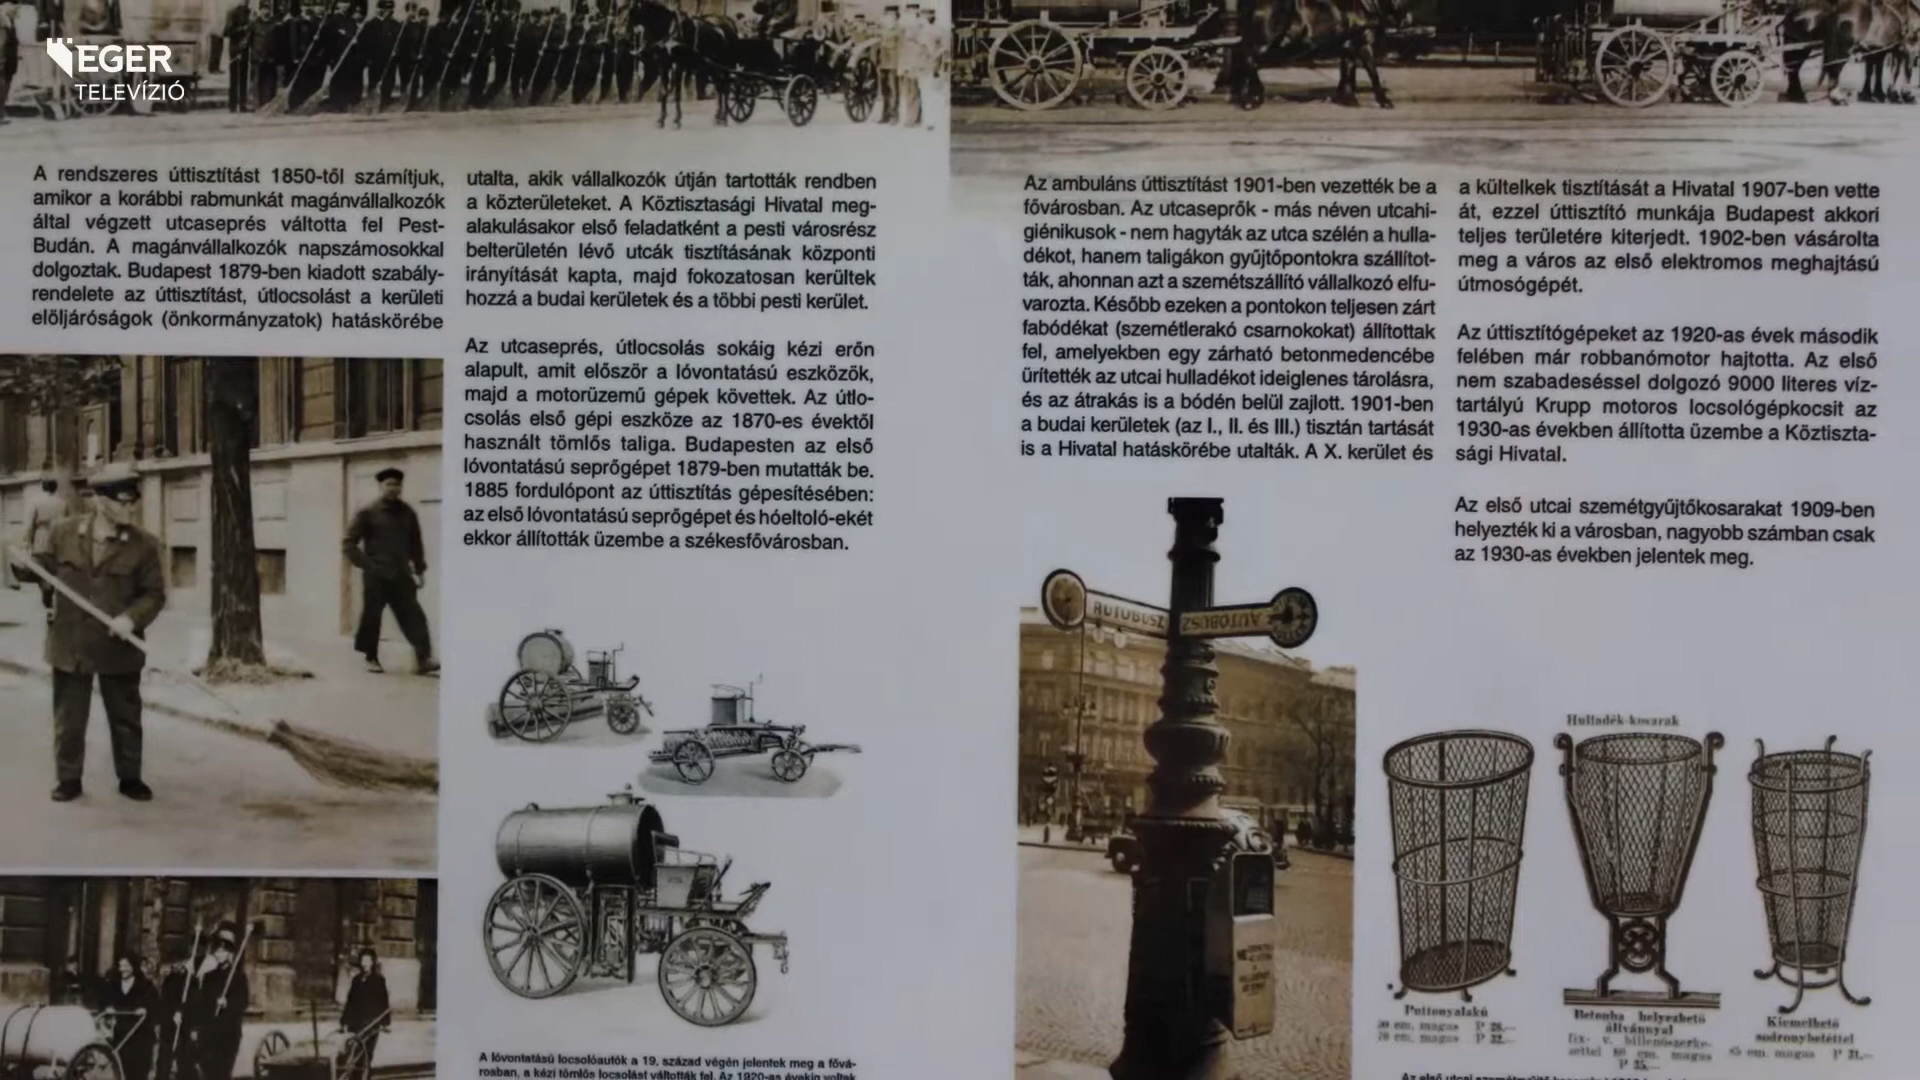 EGER
TELEVÍZIÓ
A rendszeres úttisztítást 1850-től számítjuk,
amikor a korábbi rabmunkát magánvállalkozók
által végzett utcaseprés váltotta fel Pest-
Budán. A magánvállalkozók napszámosokkal
dolgoztak. Budapest 1879-ben kiadott szabály-
rendelete az úttisztítást, útlocsolást a kerületi
elöljáróságok (önkormányzatok) hatáskörébe
utalta, akik vállalkozók útján tartották rendben
a közterületeket. A Köztisztasági Hivatal meg-
alakulásakor első feladatként a pesti városrész
belterületén lévő utcák tisztításának központi
irányítását kapta, majd fokozatosan kerültek
hozzá a budai kerületek és a többi pesti kerület.
Az utcaseprés, útlocsolás sokáig kézi erőn
alapult, amit először a lóvontatású eszközök,
majd a motorüzemű gépek követtek. Az útlo-
csolás első gépi eszköze az 1870-es évektől
használt tömlős taliga. Budapesten az első
lóvontatású seprőgépet 1879-ben mutatták be.
1885 fordulópont az úttisztítás gépesítésében:
az első lóvontatású seprőgépet és hóeltoló-ekét
ekkor állították üzembe a székesfővárosban.
A lóvontatású locsolóautók a 19. század végén jelentek meg a fővá-
rosban, a kézi tömlős locsolást váltották fel. Az 1920-as évekig voltak
Az ambuláns úttisztítást 1901-ben vezették be a
fővárosban. Az utcaseprők - más néven utcahi-
giénikusok - nem hagyták az utca szélén a hulla-
dékot, hanem taligákon gyűjtőpontokra szállítot-
ták, ahonnan azt a szemétszállító vállalkozó elfu-
varozta. Később ezeken a pontokon teljesen zárt
fabódékat (szemétlerakó csarnokokat) állítottak
fel, amelyekben egy zárható betonmedencébe
ürítették az utcai hulladékot ideiglenes tárolásra,
és az átrakás is a bódén belül zajlott. 1901-ben
a budai kerületek (az I., II. és III.) tisztán tartását
is a Hivatal hatáskörébe utalták. A X. kerület és
a kültelkek tisztítását a Hivatal 1907-ben vette
át, ezzel úttisztító munkája Budapest akkori
teljes területére kiterjedt. 1902-ben vásárolta
meg a város az első elektromos meghajtású
útmosógépét.
Az úttisztítógépeket az 1920-as évek második
felében már robbanómotor hajtotta. Az első
nem szabadeséssel dolgozó 9000 literes víz-
tartályú Krupp motoros locsológépkocsit az
1930-as években állította üzembe a Köztiszta-
sági Hivatal.
Az első utcai szemétgyűjtőkosarakat 1909-ben
helyezték ki a városban, nagyobb számban csak
az 1930-as években jelentek meg.
AUTOBUSZ
AUTOBUSZ
Hulladék-kosarak
Puttonyalakú
cm. magas P
cm. magas P
Betonba helyezhető
állvánnyal
fix- v. billenőszerke-
zettel cm. magas
Kiemelhető
sodronybetéttel
cm. magas P